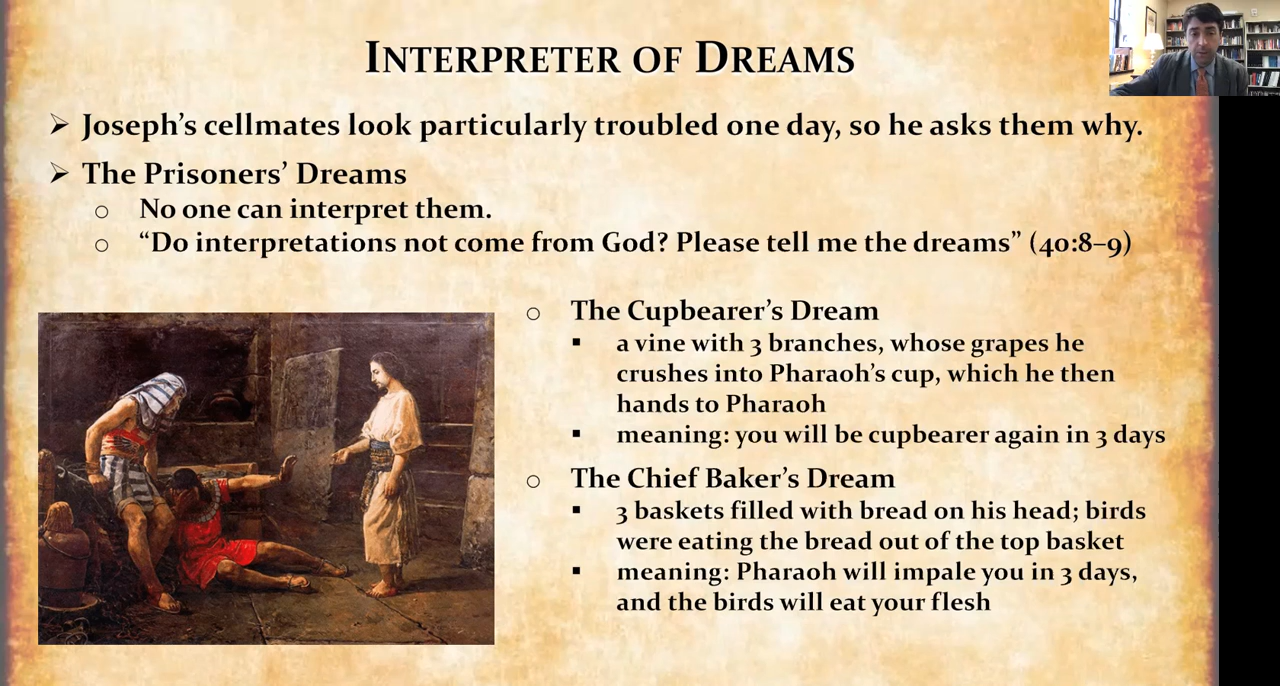 INTERPRETER OF DREAMS
➢ Joseph’s cellmates look particularly troubled one day, so he asks them why.
➢ The Prisoners’ Dreams
o No one can interpret them.
o “Do interpretations not come from God? Please tell me the dreams” (40:8–9)
o The Cupbearer’s Dream
▪ a vine with 3 branches, whose grapes he
crushes into Pharaoh’s cup, which he then
hands to Pharaoh
▪ meaning: you will be cupbearer again in 3 days
o The Chief Baker’s Dream
▪ 3 baskets filled with bread on his head; birds
were eating the bread out of the top basket
▪ meaning: Pharaoh will impale you in 3 days,
and the birds will eat your flesh